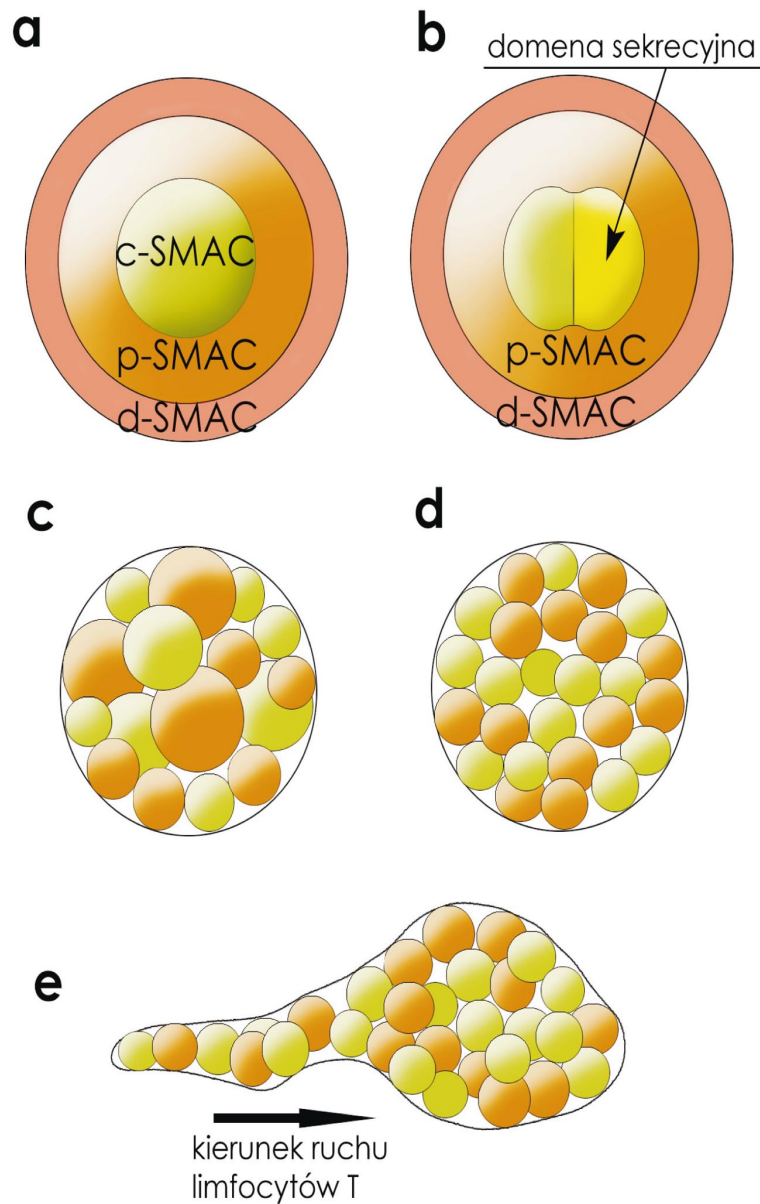 a
b
domena sekrecyjna
c-SMAC
p-SMAC
d-SMAC
p-SMAC
d-SMAC
c
d
e
kierunek ruchu
limfocytów T